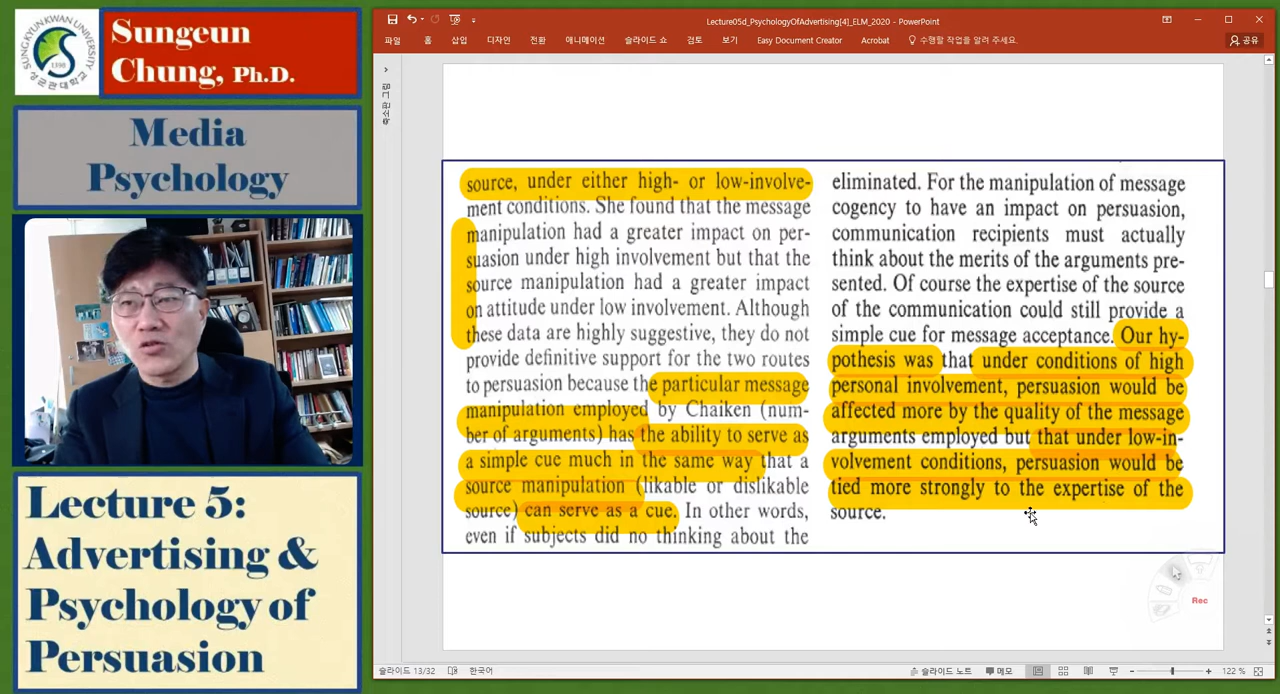 Sungeun
Chung, Ph.D.
Media
Psychology
Lecture 5:
Advertising &
Psychology of
Persuasion
Lecture05d_PsychologyOfAdvertising[4]_ELM_2020 - PowerPoint
파일 홈 삽입 디자인 전환 애니메이션 슬라이드 쇼 검토 보기 Easy Document Creator Acrobat 수행할 작업을 알려 주세요. 공유
source, under either high- or low-involve-
ment conditions. She found that the message
manipulation had a greater impact on per-
suasion under high involvement but that the
source manipulation had a greater impact
on attitude under low involvement. Although
these data are highly suggestive, they do not
provide definitive support for the two routes
to persuasion because the particular message
manipulation employed by Chaiken (num-
ber of arguments) has the ability to serve as
a simple cue much in the same way that a
source manipulation (likable or dislikable
source) can serve as a cue. In other words,
even if subjects did no thinking about the
eliminated. For the manipulation of message
cogency to have an impact on persuasion,
communication recipients must actually
think about the merits of the arguments pre-
sented. Of course the expertise of the source
of the communication could still provide a
simple cue for message acceptance. Our hy-
pothesis was that under conditions of high
personal involvement, persuasion would be
affected more by the quality of the message
arguments employed but that under low-in-
volvement conditions, persuasion would be
tied more strongly to the expertise of the
source.
Rec
슬라이드 13/32 한국어 슬라이드 노트 메모 122 %